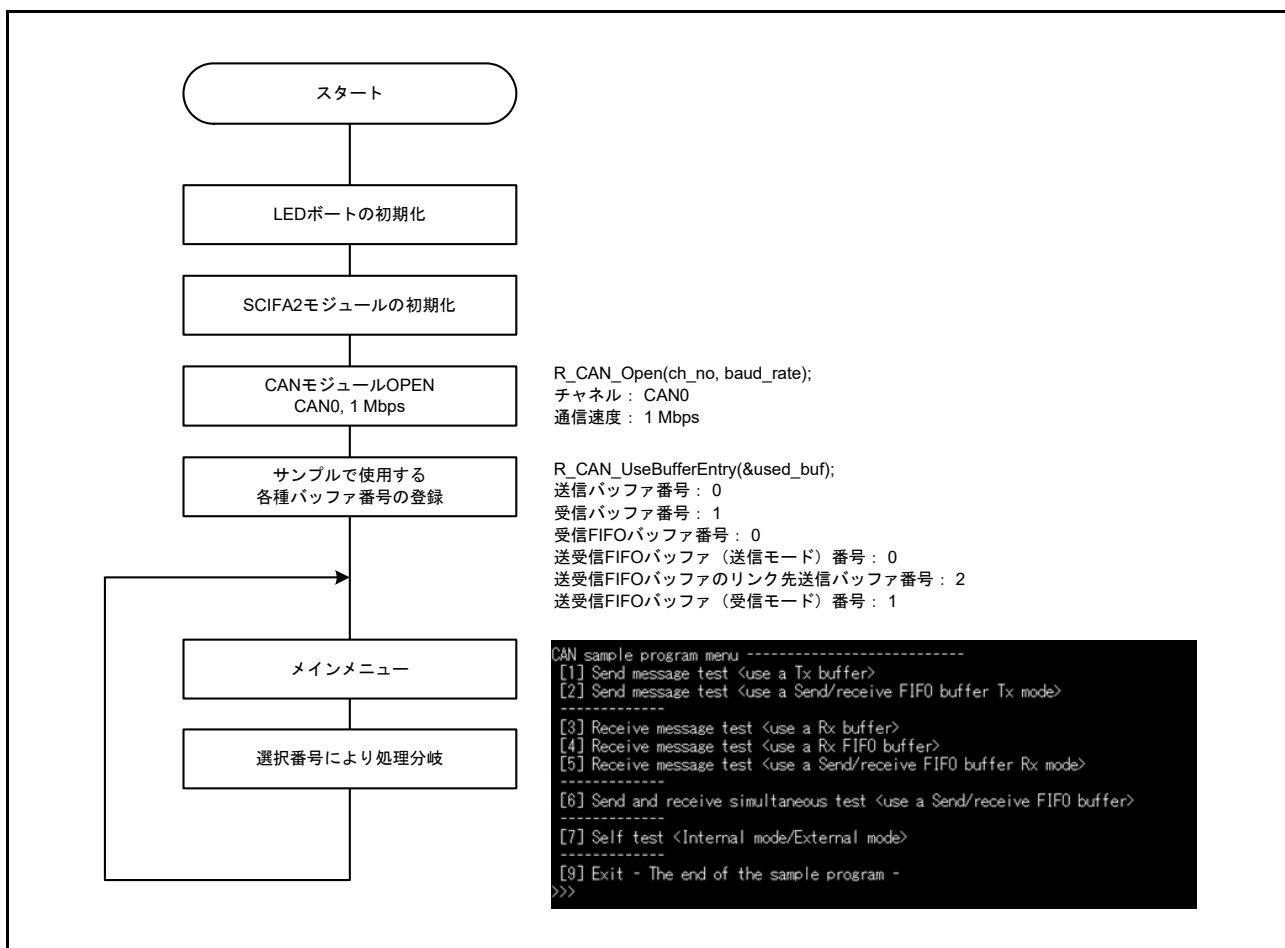 スタート
LEDポートの初期化
SCIFA2モジュールの初期化
CANモジュールOPEN
CAN0, 1 Mbps
R_CAN_Open(ch_no, baud_rate);
チャネル： CAN0
通信速度： 1 Mbps
サンプルで使用する
各種バッファ番号の登録
R_CAN_UseBufferEntry(&used_buf);
送信バッファ番号： 0
受信バッファ番号： 1
受信FIFOバッファ番号： 0
送受信FIFOバッファ（送信モード）番号： 0
送受信FIFOバッファのリンク先送信バッファ番号： 2
送受信FIFOバッファ（受信モード）番号： 1
メインメニュー
選択番号により処理分岐
CAN sample program menu ---------------------------
[1] Send message test <use a Tx buffer>
[2] Send message test <use a Send/receive FIFO buffer Tx mode>
-------------
[3] Receive message test <use a Rx buffer>
[4] Receive message test <use a Rx FIFO buffer>
[5] Receive message test <use a Send/receive FIFO buffer Rx mode>
-------------
[6] Send and receive simultaneous test <use a Send/receive FIFO buffer>
-------------
[7] Self test <Internal mode/External mode>
-------------
[9] Exit - The end of the sample program -
>>>